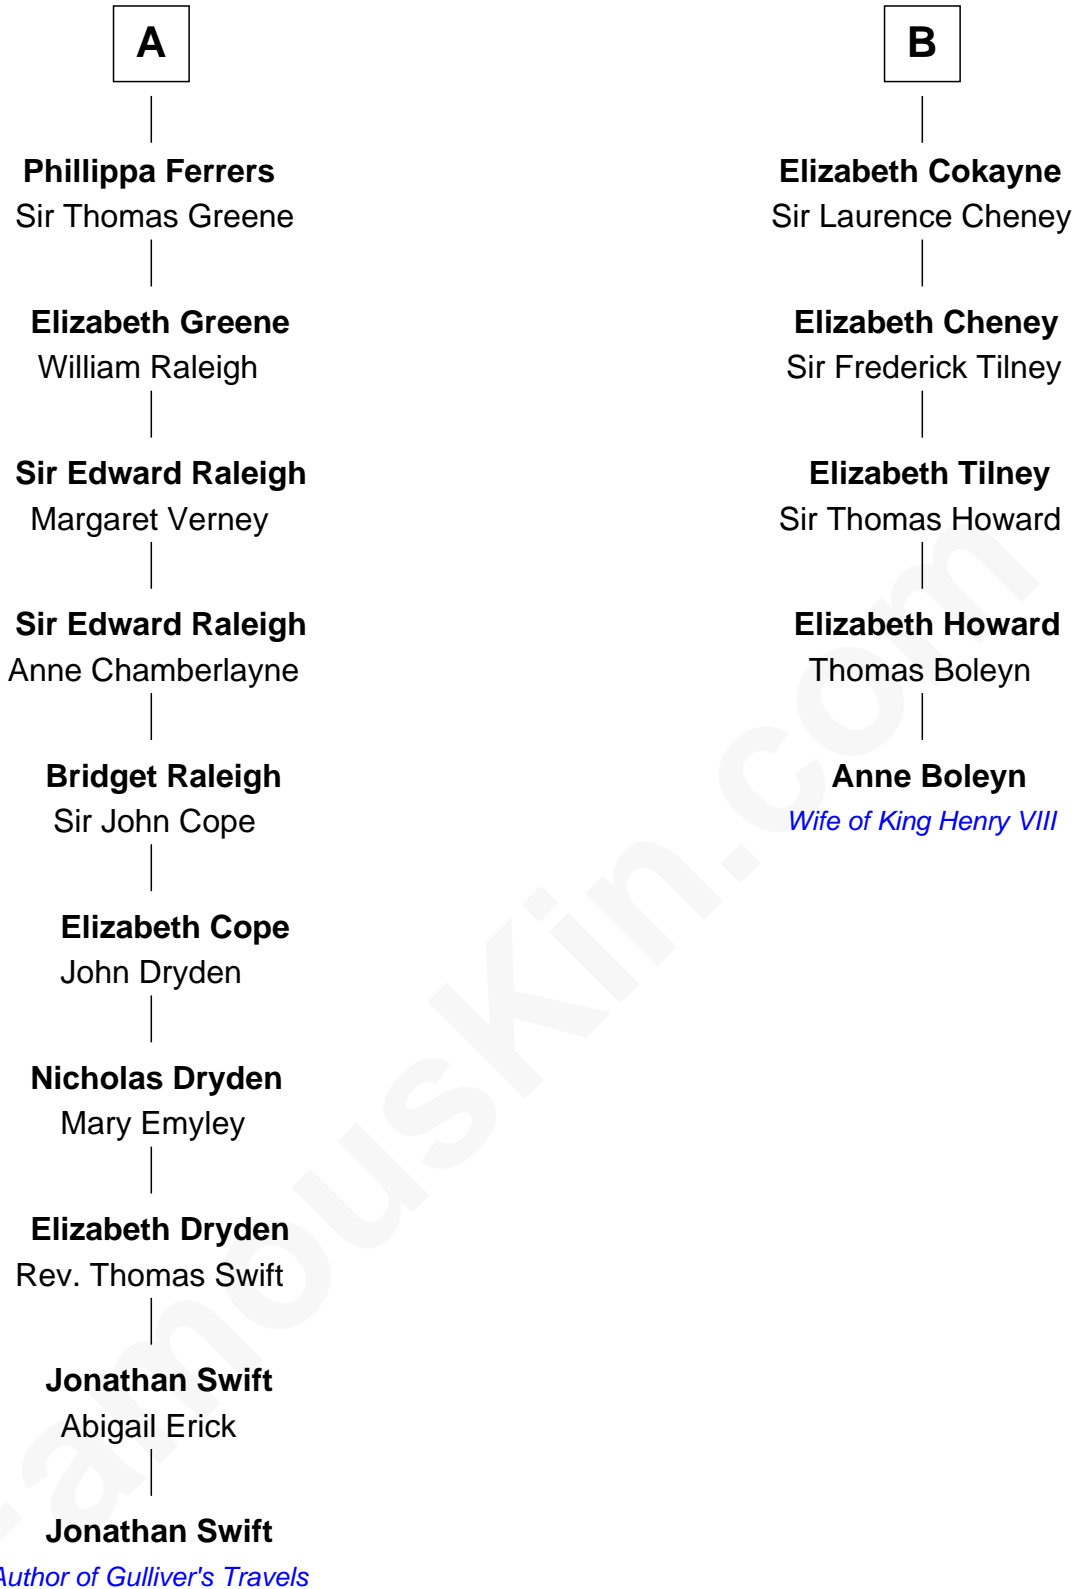 A
Phillippa Ferrers
Sir Thomas Greene
Elizabeth Greene
William Raleigh
Sir Edward Raleigh
Margaret Verney
Sir Edward Raleigh
Anne Chamberlayne
Bridget Raleigh
Sir John Cope
Elizabeth Cope
John Dryden
Nicholas Dryden
Mary Emyley
Elizabeth Dryden
Rev. Thomas Swift
Jonathan Swift
Abigail Erick
Jonathan Swift
Author of Gulliver's Travels
B
Elizabeth Cokayne
Sir Laurence Cheney
Elizabeth Cheney
Sir Frederick Tilney
Elizabeth Tilney
Sir Thomas Howard
Elizabeth Howard
Thomas Boleyn
Anne Boleyn
Wife of King Henry VIII
FamousKin.com